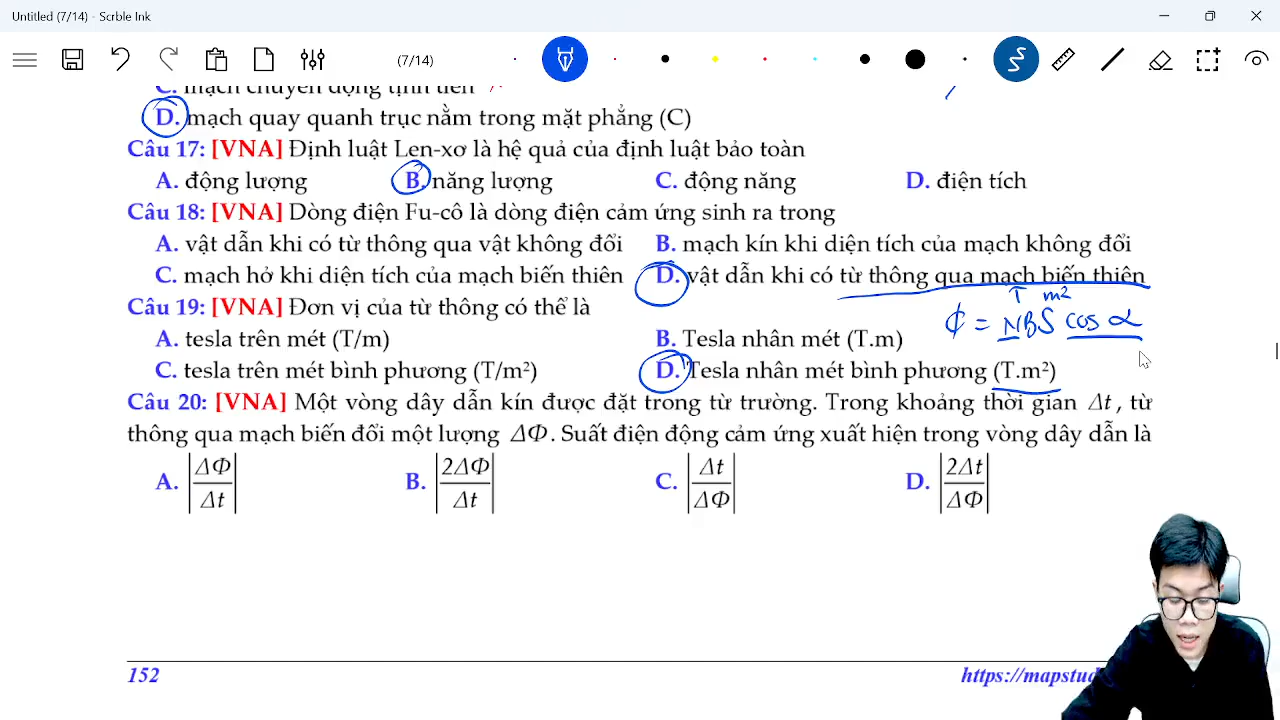 Untitled (7/14) - Scrble Ink
(7/14)
C. mạch chuyển động tịnh tiến
D. mạch quay quanh trục nằm trong mặt phẳng (C)
Câu 17: [VNA] Định luật Len-xơ là hệ quả của định luật bảo toàn
A. động lượng B. năng lượng C. động năng D. điện tích
Câu 18: [VNA] Dòng điện Fu-cô là dòng điện cảm ứng sinh ra trong
A. vật dẫn khi có từ thông qua vật không đổi B. mạch kín khi diện tích của mạch không đổi
C. mạch hở khi diện tích của mạch biến thiên D. vật dẫn khi có từ thông qua mạch biến thiên
Câu 19: [VNA] Đơn vị của từ thông có thể là
T m²
ϕ = NBS cos α
A. tesla trên mét (T/m) B. Tesla nhân mét (T.m)
C. tesla trên mét bình phương (T/m²) D. Tesla nhân mét bình phương (T.m²)
Câu 20: [VNA] Một vòng dây dẫn kín được đặt trong từ trường. Trong khoảng thời gian Δt, từ
thông qua mạch biến đổi một lượng ΔΦ. Suất điện động cảm ứng xuất hiện trong vòng dây dẫn là
A. |ΔΦ/Δt| B. |2ΔΦ/Δt| C. |Δt/ΔΦ| D. |2Δt/ΔΦ|
152 https://mapstud